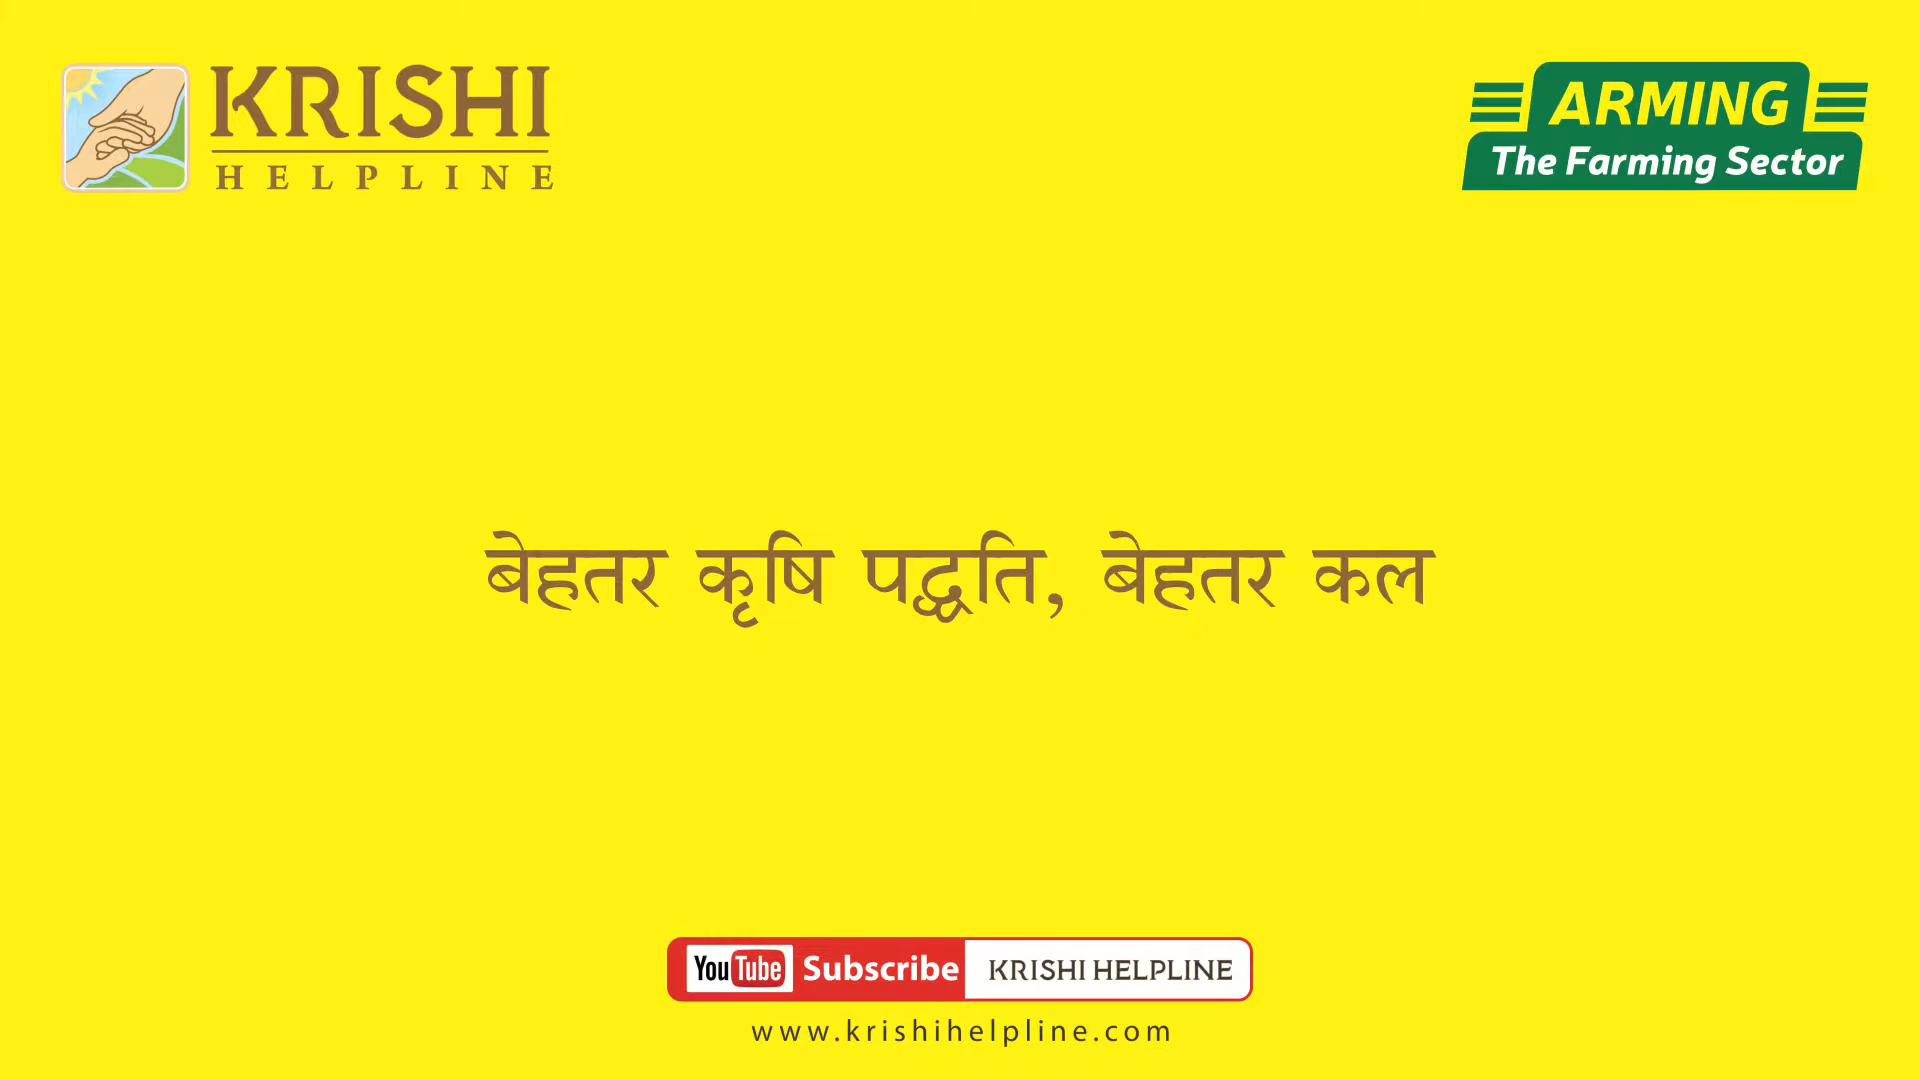 KRISHI
HELPLINE
ARMING
The Farming Sector
बेहतर कृषि पद्धति, बेहतर कल
YouTube Subscribe KRISHI HELPLINE
www.krishihelpline.com